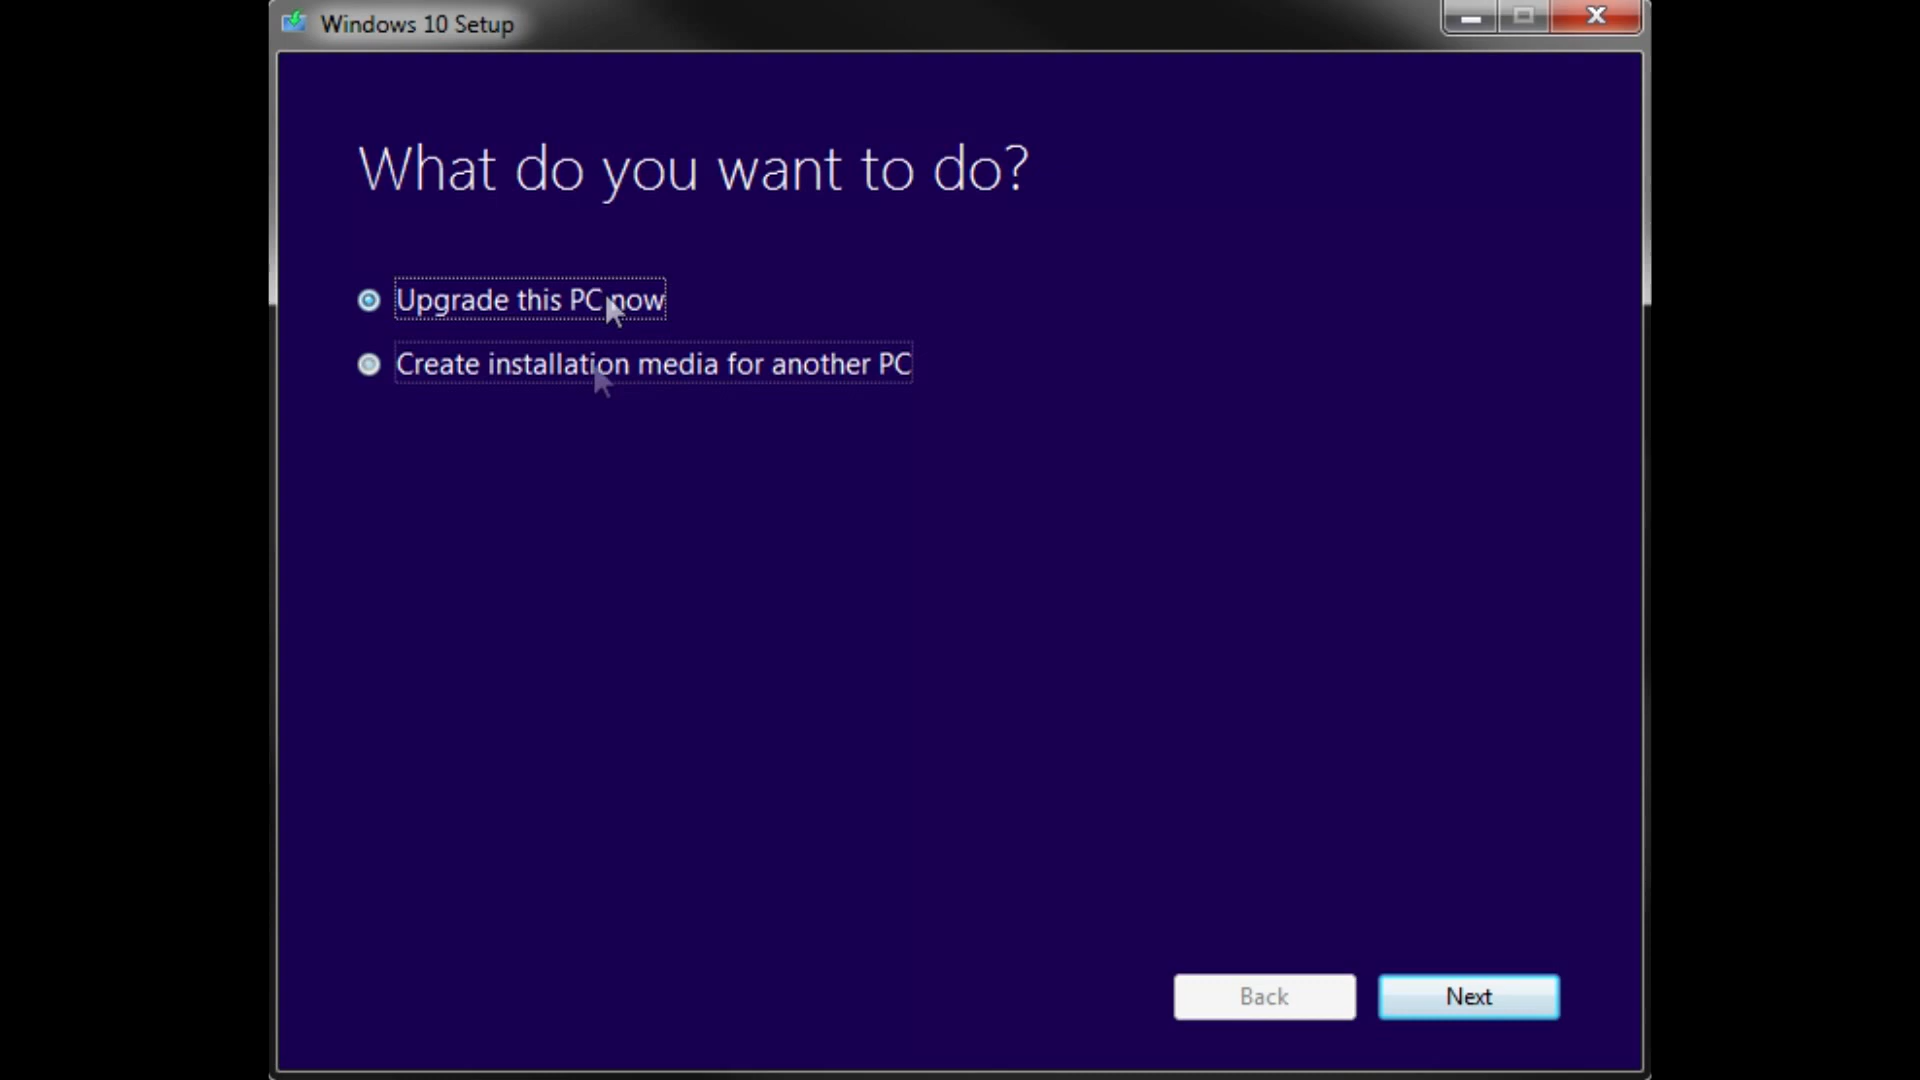 Windows 10 Setup
What do you want to do?
Upgrade this PC now
Create installation media for another PC
Back
Next